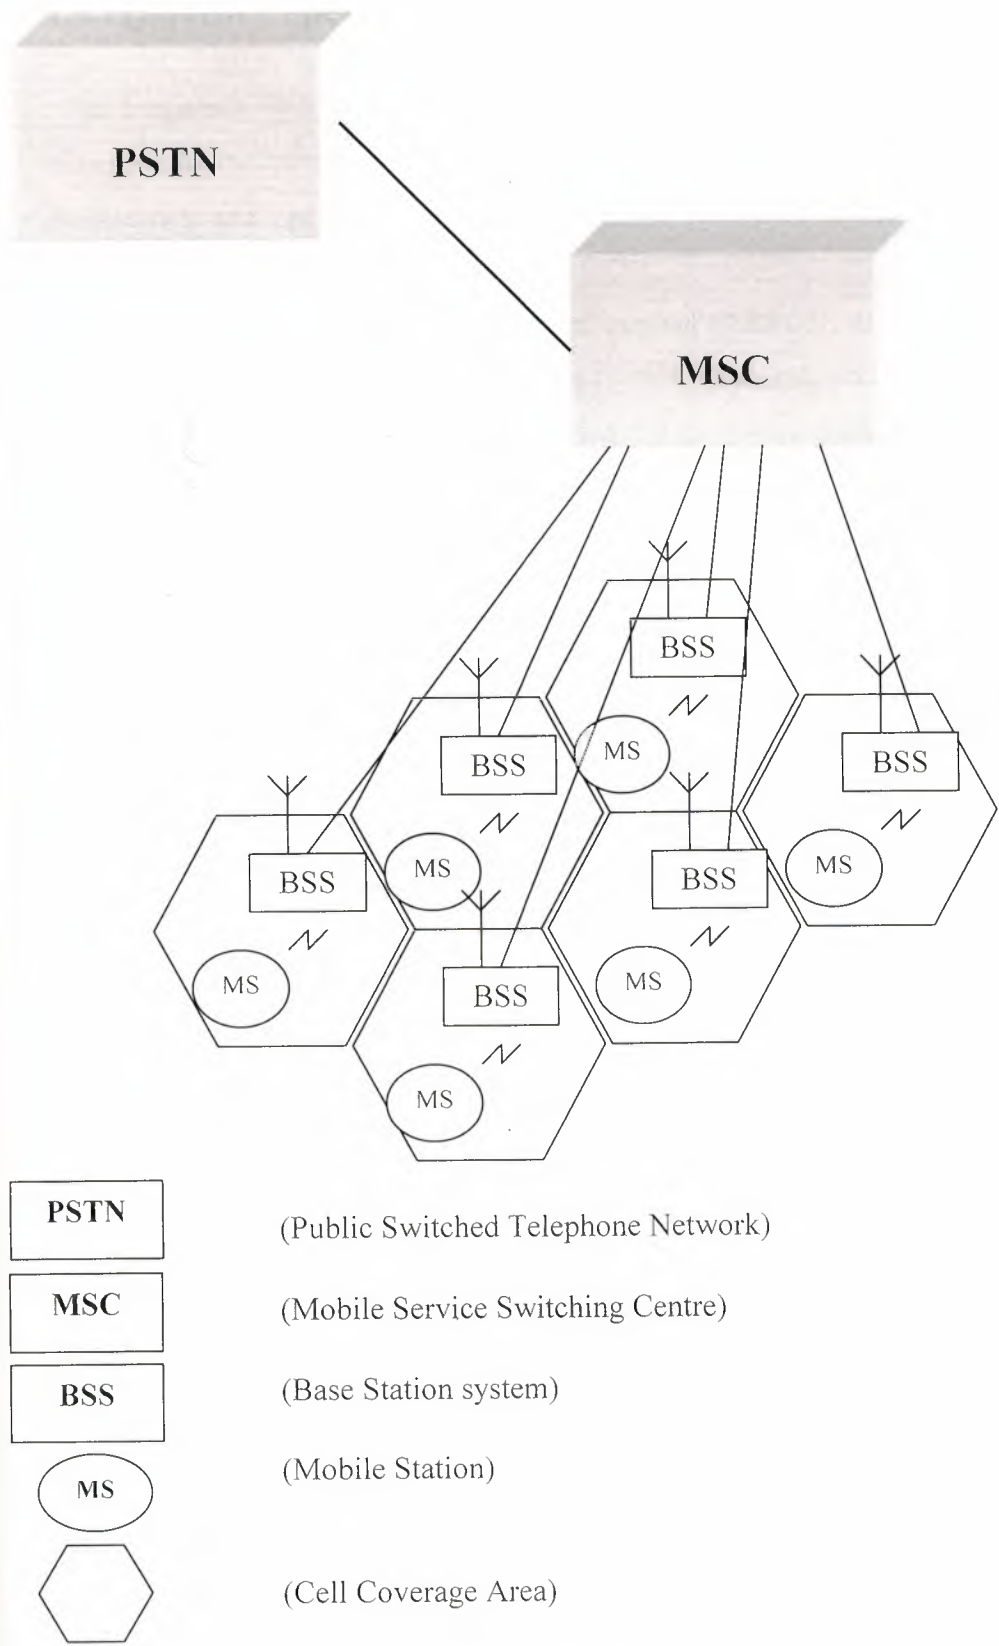 PSTN
MSC
BSS
BSS
MS
BSS
BSS
MS
BSS
BSS
MS
MS
MS
BSS
MS
PSTN
(Public Switched Telephone Network)
MSC
(Mobile Service Switching Centre)
BSS
(Base Station system)
MS
(Mobile Station)
(Cell Coverage Area)